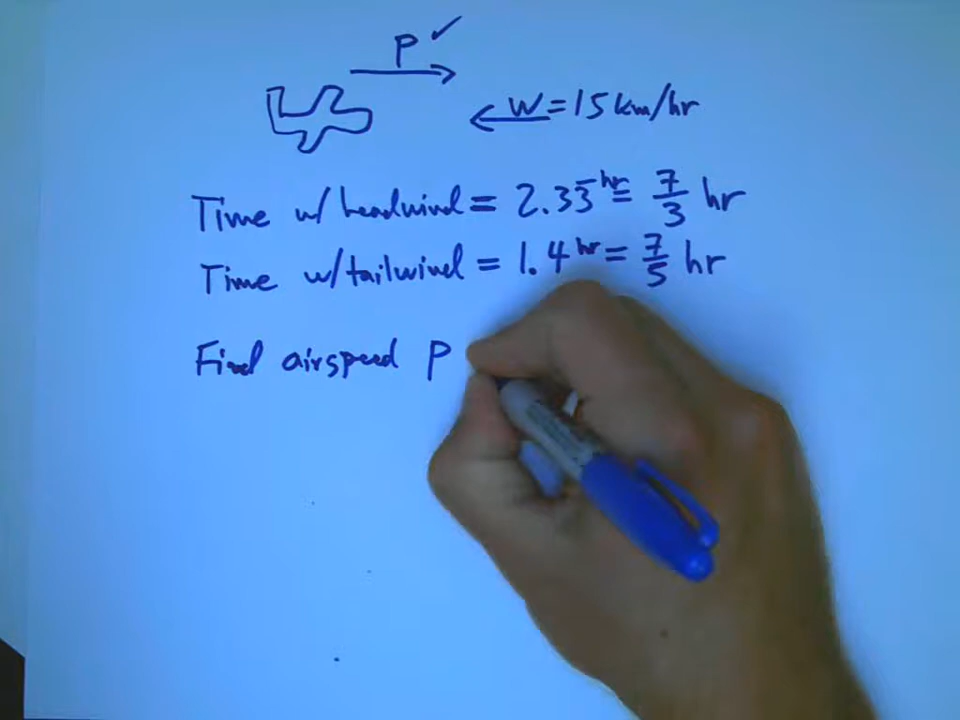 P ✓
W = 15 km/hr
Time w/ headwind = 2.33 hr = 7/3 hr
Time w/ tailwind = 1.4 hr = 7/5 hr
Find airspeed P